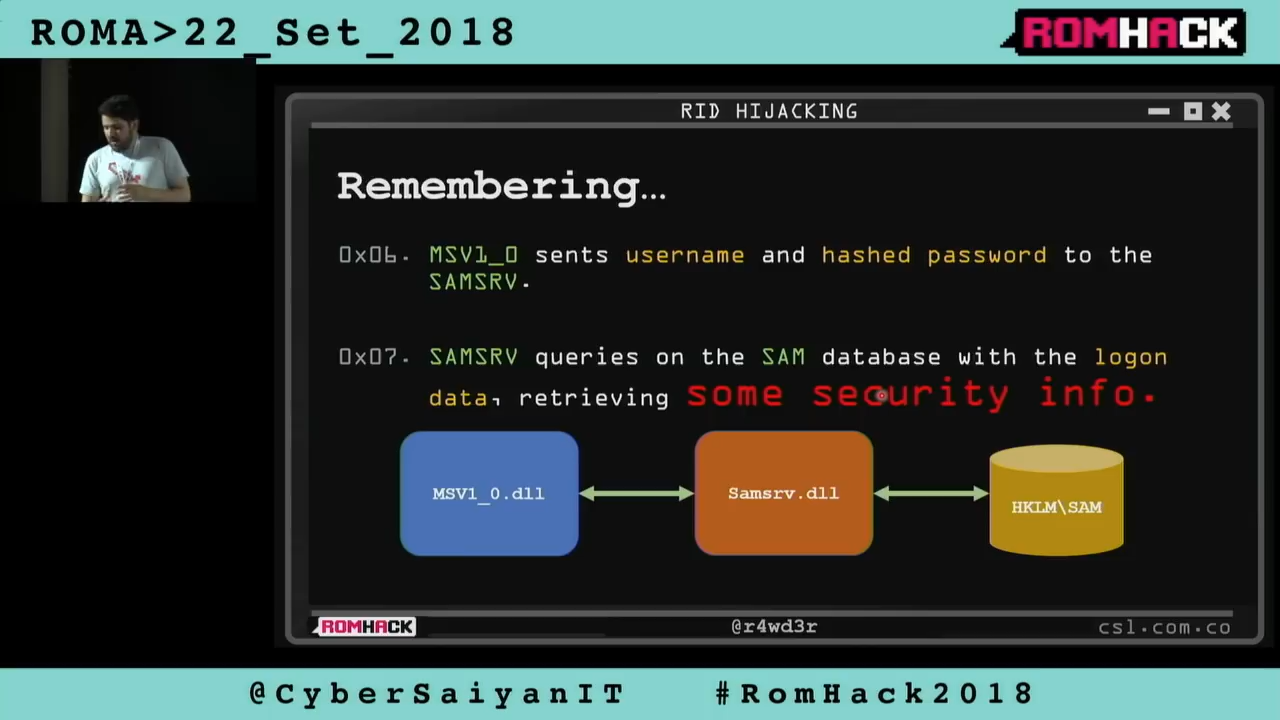 ROMA>22_Set_2018
ROMHACK
RID HIJACKING
Remembering…
0x06. MSV1_0 sents username and hashed password to the
SAMSRV.
0x07. SAMSRV queries on the SAM database with the logon
data, retrieving some security info.
MSV1_0.dll
Samsrv.dll
HKLM\SAM
ROMHACK
@r4wd3r
csl.com.co
@CyberSaiyanIT
#RomHack2018